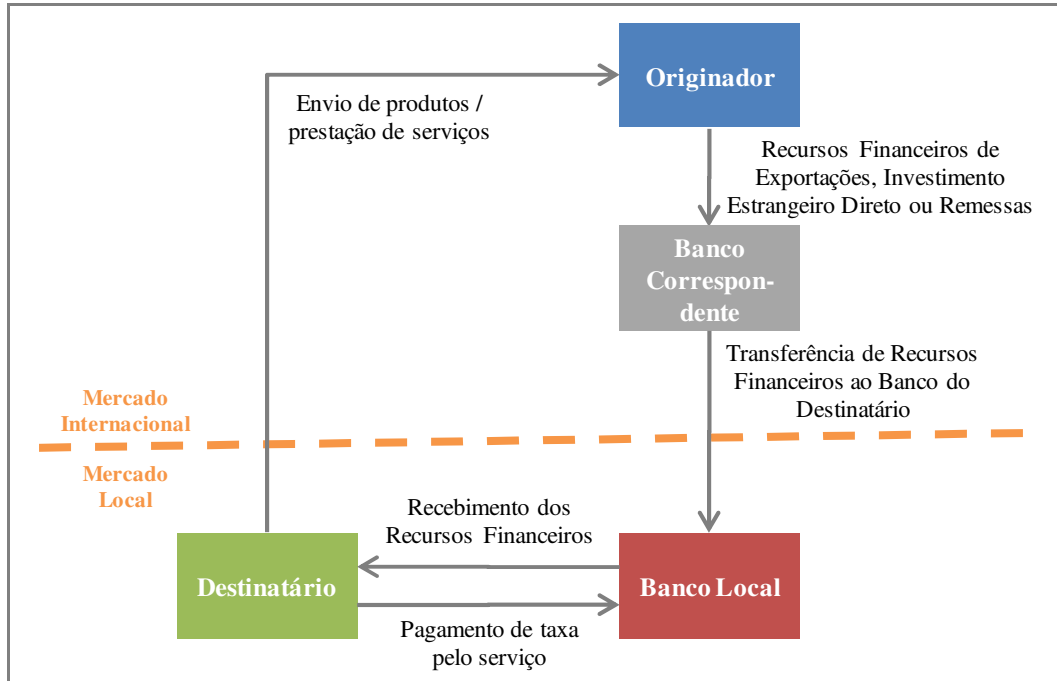 Originador
Envio de produtos /
prestação de serviços
Recursos Financeiros de
Exportações, Investimento
Estrangeiro Direto ou Remessas
Banco
Correspon-
dente
Transferência de Recursos
Financeiros ao Banco do
Destinatário
Mercado
Internacional
Mercado
Local
Recebimento dos
Recursos Financeiros
Destinatário
Banco Local
Pagamento de taxa
pelo serviço